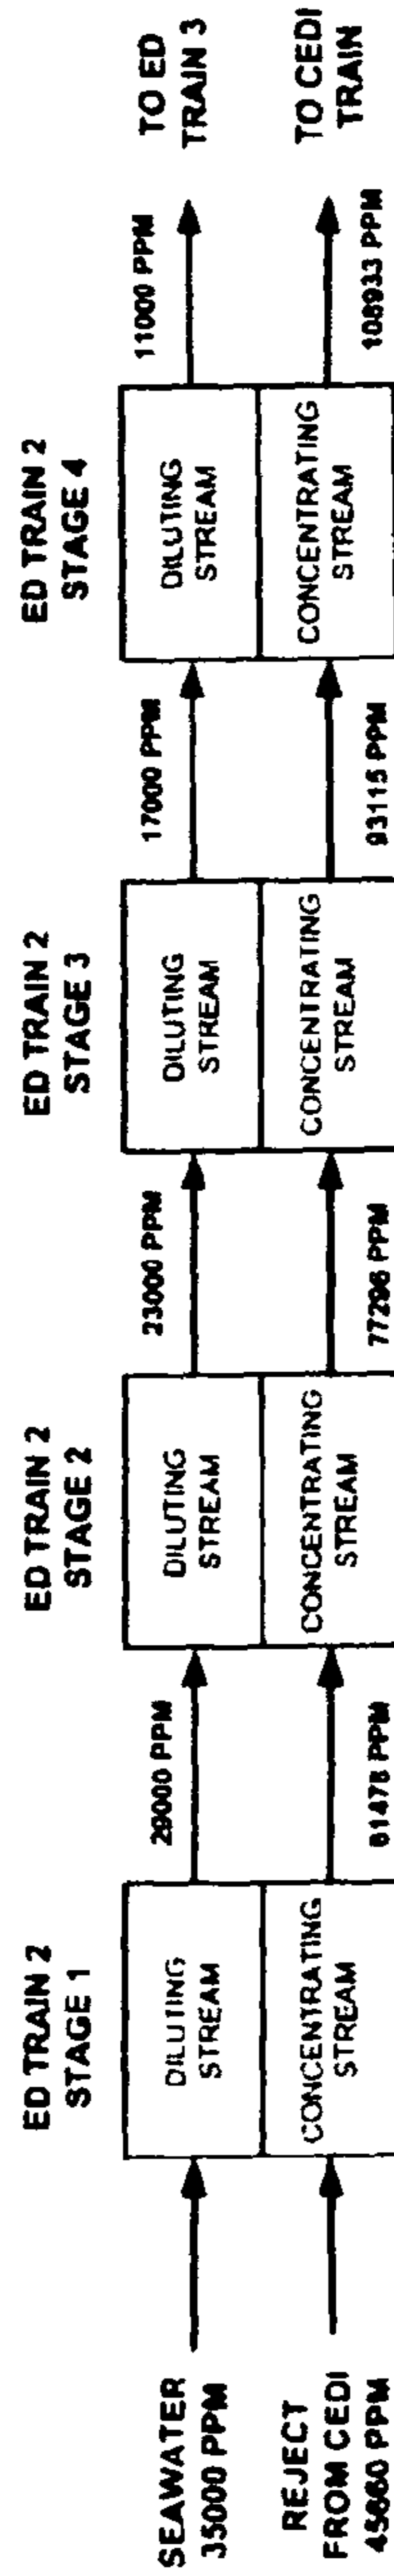 SEAWATER
35000 PPM
REJECT
FROM CEDI
45660 PPM
ED TRAIN 2
STAGE 1
DILUTING
STREAM
CONCENTRATING
STREAM
29000 PPM
61478 PPM
ED TRAIN 2
STAGE 2
DILUTING
STREAM
CONCENTRATING
STREAM
23000 PPM
77296 PPM
ED TRAIN 2
STAGE 3
DILUTING
STREAM
CONCENTRATING
STREAM
17000 PPM
93115 PPM
ED TRAIN 2
STAGE 4
DILUTING
STREAM
CONCENTRATING
STREAM
11000 PPM
108933 PPM
TO ED
TRAIN 3
TO CEDI
TRAIN